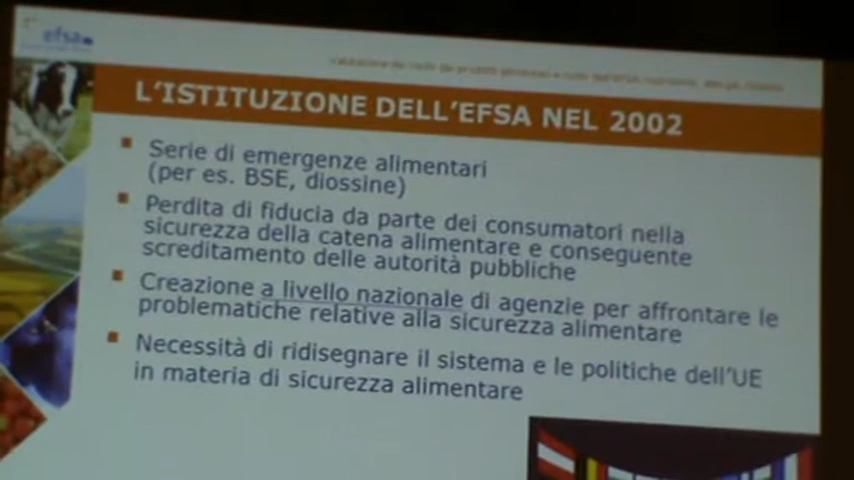 efsa
L'ISTITUZIONE DELL'EFSA NEL 2002
Serie di emergenze alimentari
(per es. BSE, diossine)
Perdita di fiducia da parte dei consumatori nella
sicurezza della catena alimentare e conseguente
screditamento delle autorità pubbliche
Creazione a livello nazionale di agenzie per affrontare le
problematiche relative alla sicurezza alimentare
Necessità di ridisegnare il sistema e le politiche dell'UE
in materia di sicurezza alimentare